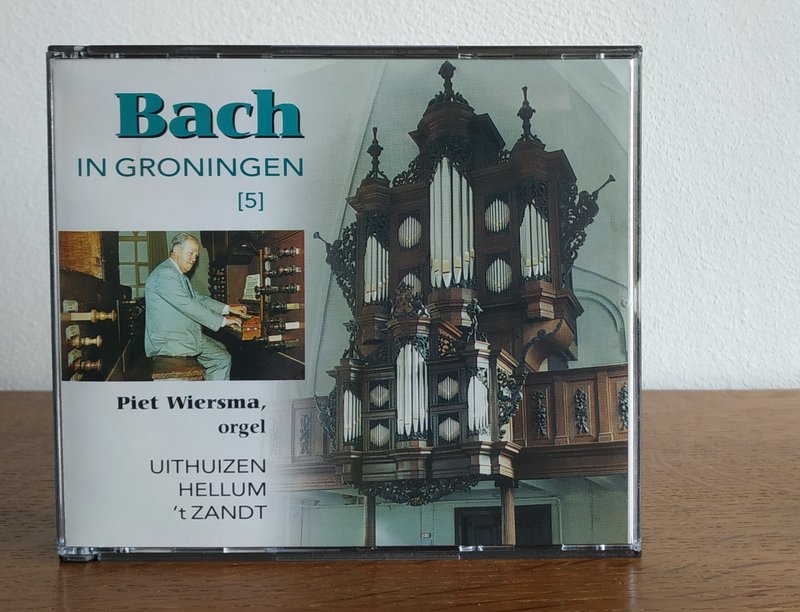 Bach
IN GRONINGEN
[5]
Piet Wiersma,
orgel
UITHUIZEN
HELLUM
't ZANDT